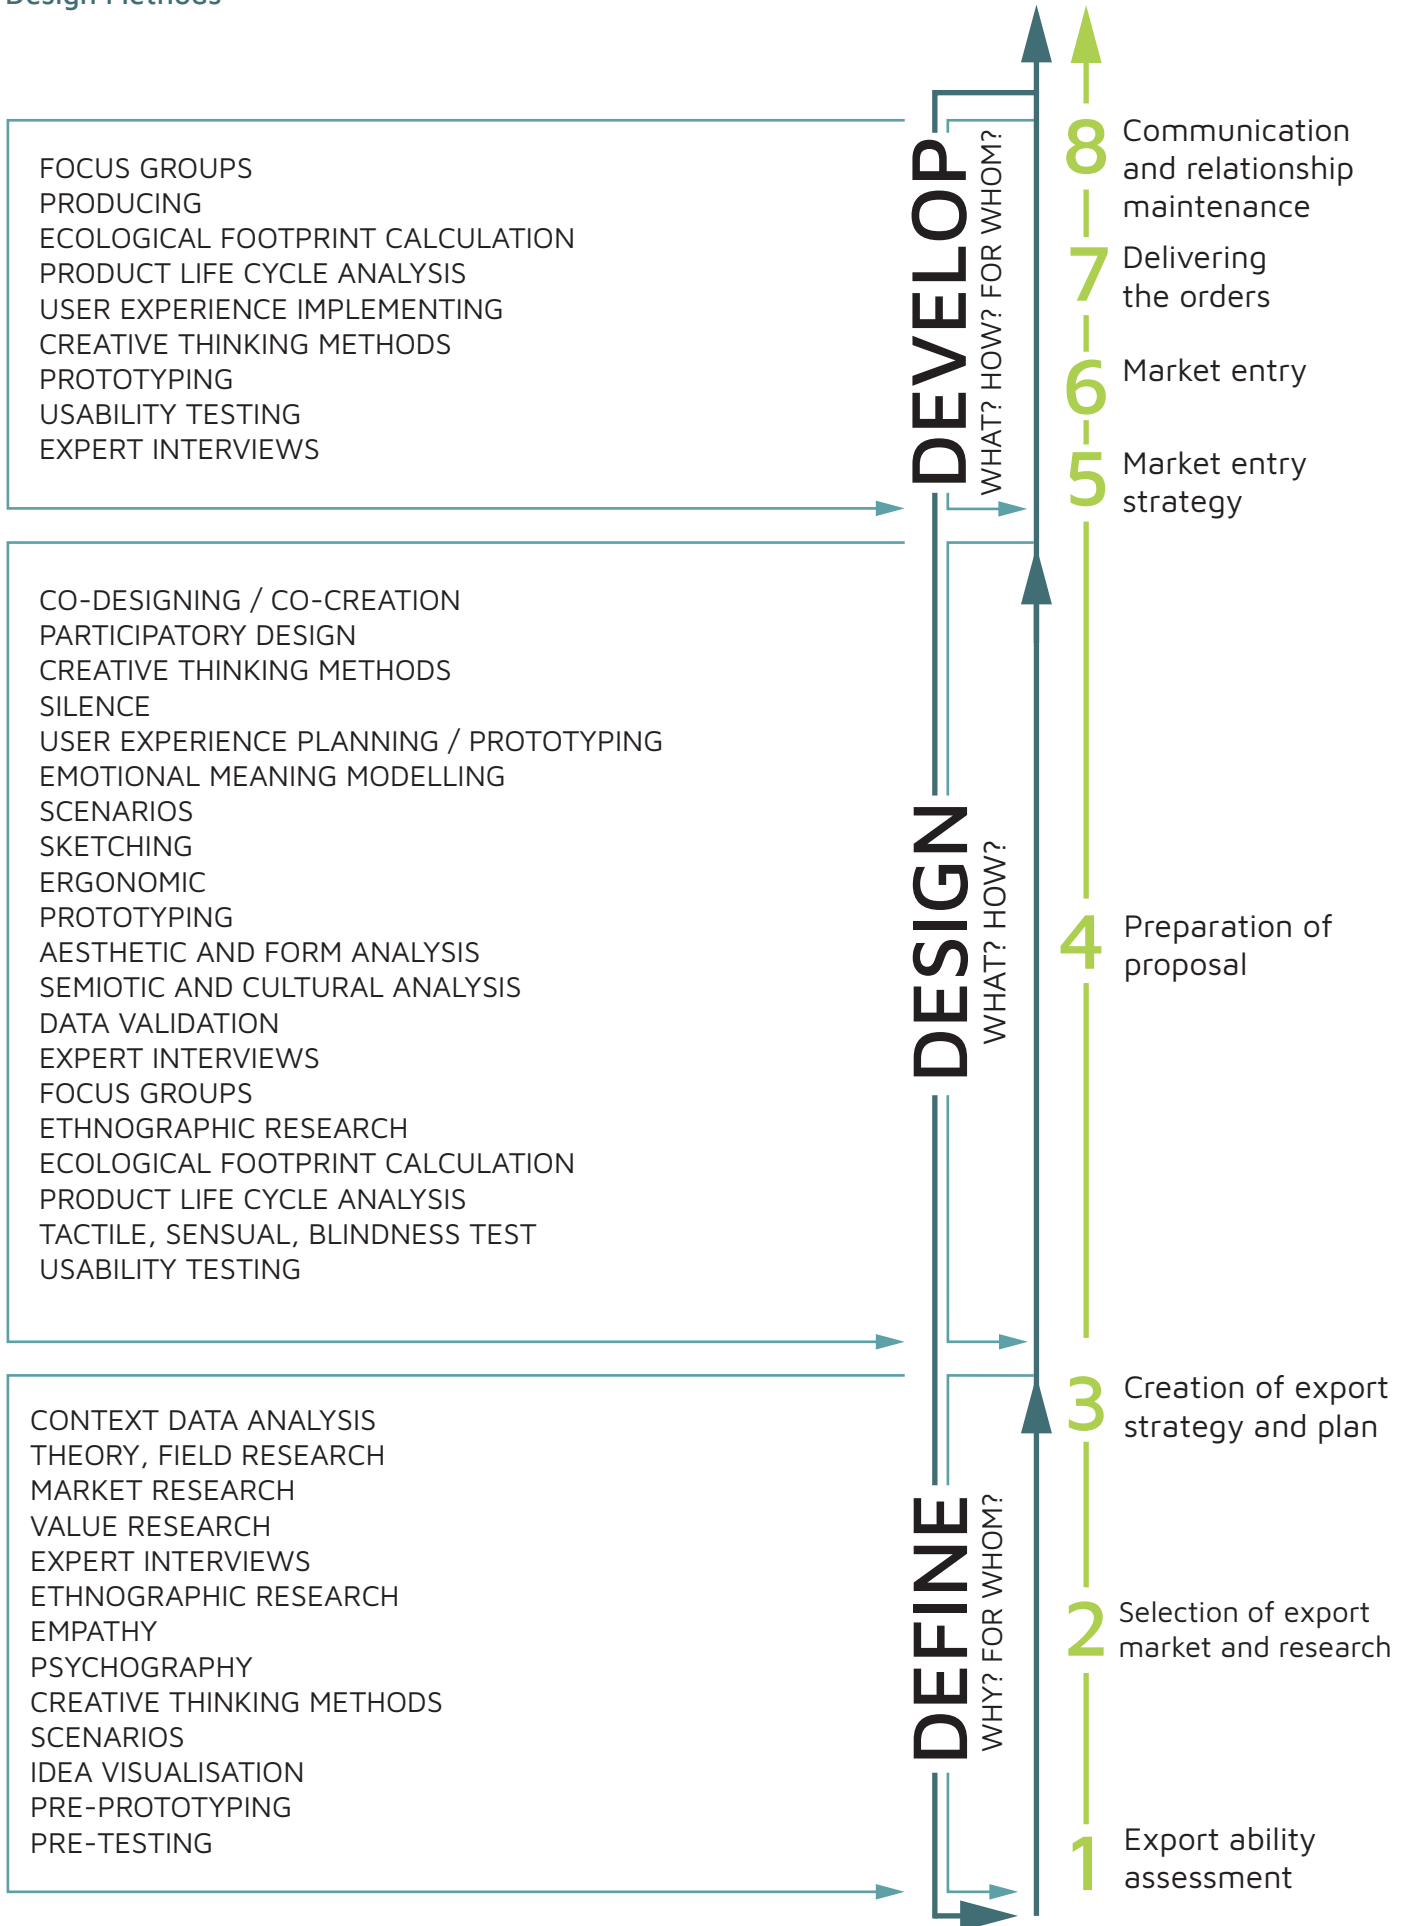 Design Methods
FOCUS GROUPS
PRODUCING
ECOLOGICAL FOOTPRINT CALCULATION
PRODUCT LIFE CYCLE ANALYSIS
USER EXPERIENCE IMPLEMENTING
CREATIVE THINKING METHODS
PROTOTYPING
USABILITY TESTING
EXPERT INTERVIEWS
DEVELOP
WHAT? HOW? FOR WHOM?
8
Communication
and relationship
maintenance
7
Delivering
the orders
6
Market entry
5
Market entry
strategy
CO-DESIGNING / CO-CREATION
PARTICIPATORY DESIGN
CREATIVE THINKING METHODS
SILENCE
USER EXPERIENCE PLANNING / PROTOTYPING
EMOTIONAL MEANING MODELLING
SCENARIOS
SKETCHING
ERGONOMIC
PROTOTYPING
AESTHETIC AND FORM ANALYSIS
SEMIOTIC AND CULTURAL ANALYSIS
DATA VALIDATION
EXPERT INTERVIEWS
FOCUS GROUPS
ETHNOGRAPHIC RESEARCH
ECOLOGICAL FOOTPRINT CALCULATION
PRODUCT LIFE CYCLE ANALYSIS
TACTILE, SENSUAL, BLINDNESS TEST
USABILITY TESTING
DESIGN
WHAT? HOW?
4
Preparation of
proposal
CONTEXT DATA ANALYSIS
THEORY, FIELD RESEARCH
MARKET RESEARCH
VALUE RESEARCH
EXPERT INTERVIEWS
ETHNOGRAPHIC RESEARCH
EMPATHY
PSYCHOGRAPHY
CREATIVE THINKING METHODS
SCENARIOS
IDEA VISUALISATION
PRE-PROTOTYPING
PRE-TESTING
DEFINE
WHY? FOR WHOM?
3
Creation of export
strategy and plan
2
Selection of export
market and research
1
Export ability
assessment